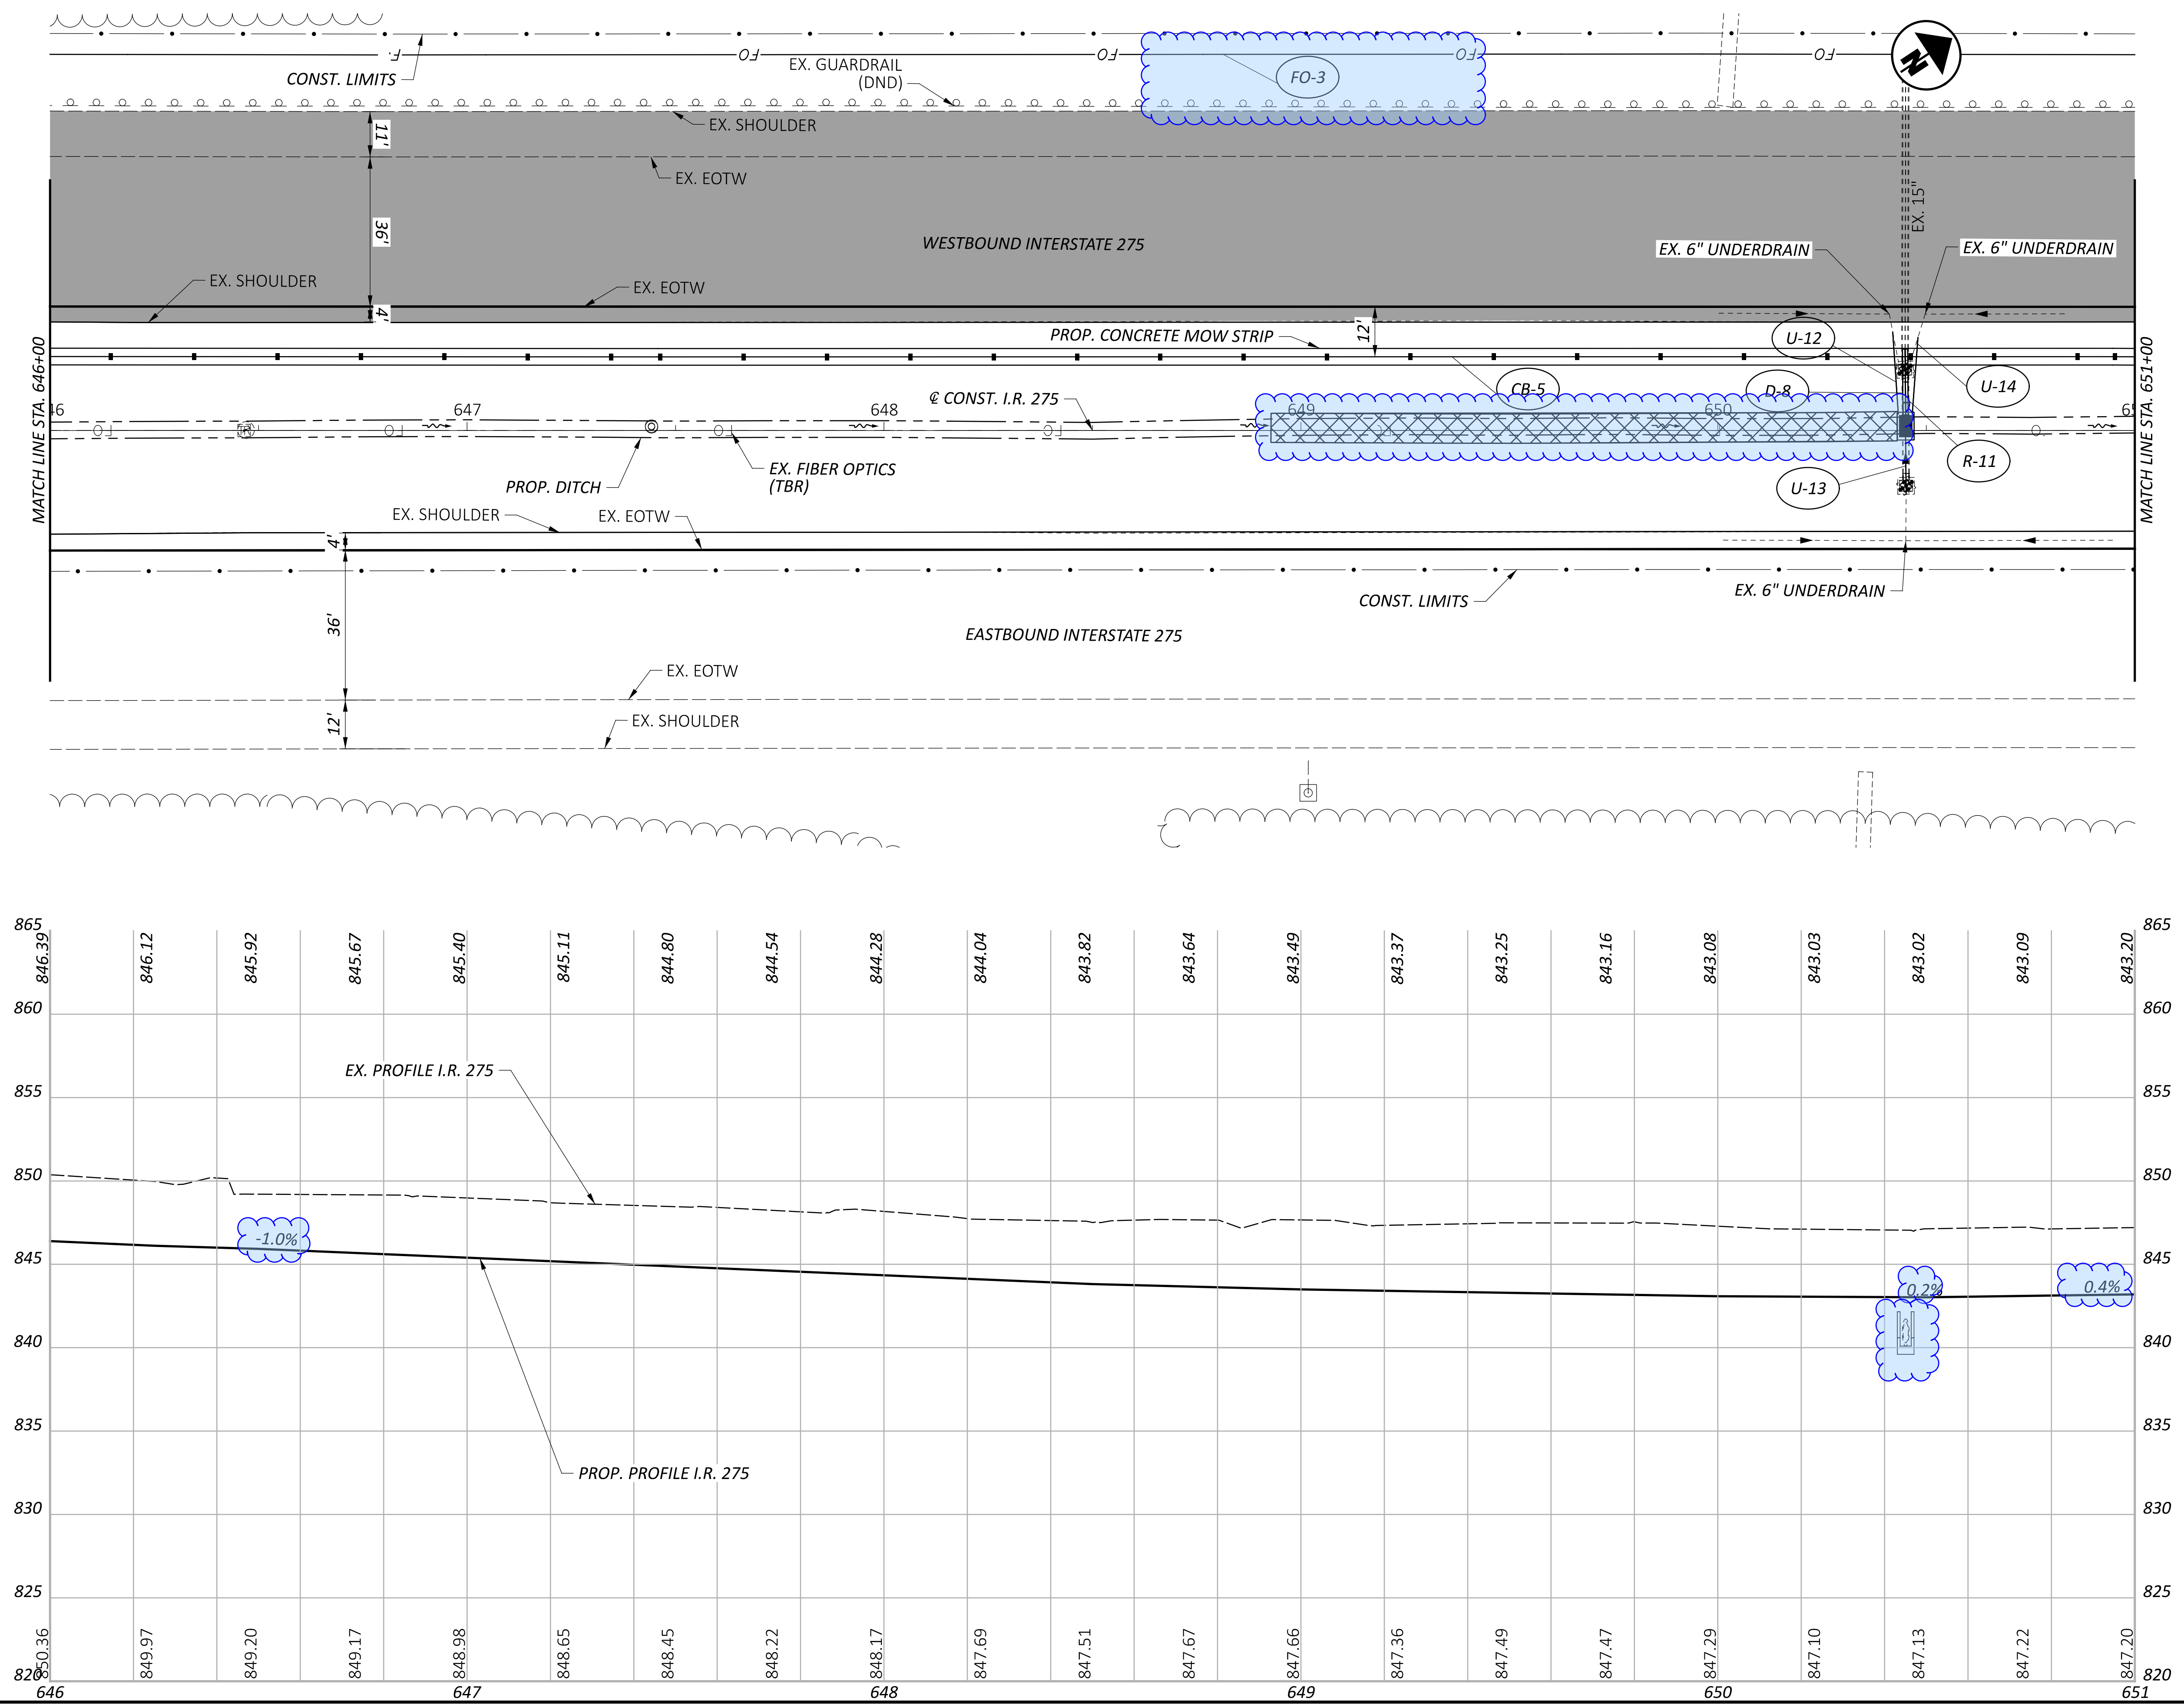 FO
FO
FO
FO
CONST. LIMITS
EX. GUARDRAIL
(DND)
FO-3
N
EX. SHOULDER
11'
EX. EOTW
36'
WESTBOUND INTERSTATE 275
EX. 15"
EX. 6" UNDERDRAIN
EX. 6" UNDERDRAIN
EX. SHOULDER
EX. EOTW
4'
12'
PROP. CONCRETE MOW STRIP
U-12
MATCH LINE STA. 646+00
MATCH LINE STA. 651+00
CB-5
D-8
U-14
℄ CONST. I.R. 275
46
647
648
649
650
65
EX. FIBER OPTICS
(TBR)
PROP. DITCH
R-11
U-13
EX. SHOULDER
EX. EOTW
4'
CONST. LIMITS
EX. 6" UNDERDRAIN
36'
EASTBOUND INTERSTATE 275
EX. EOTW
12'
EX. SHOULDER
865
846.39
846.12
845.92
845.67
845.40
845.11
844.80
844.54
844.28
844.04
843.82
843.64
843.49
843.37
843.25
843.16
843.08
843.03
843.02
843.09
843.20
865
860
860
EX. PROFILE I.R. 275
855
855
850
850
-1.0%
845
845
0.2%
0.4%
840
840
835
835
PROP. PROFILE I.R. 275
830
830
825
825
850.36
849.97
849.20
849.17
848.98
848.65
848.45
848.22
848.17
847.69
847.51
847.67
847.66
847.36
847.49
847.47
847.29
847.10
847.13
847.22
847.20
820
820
646
647
648
649
650
651